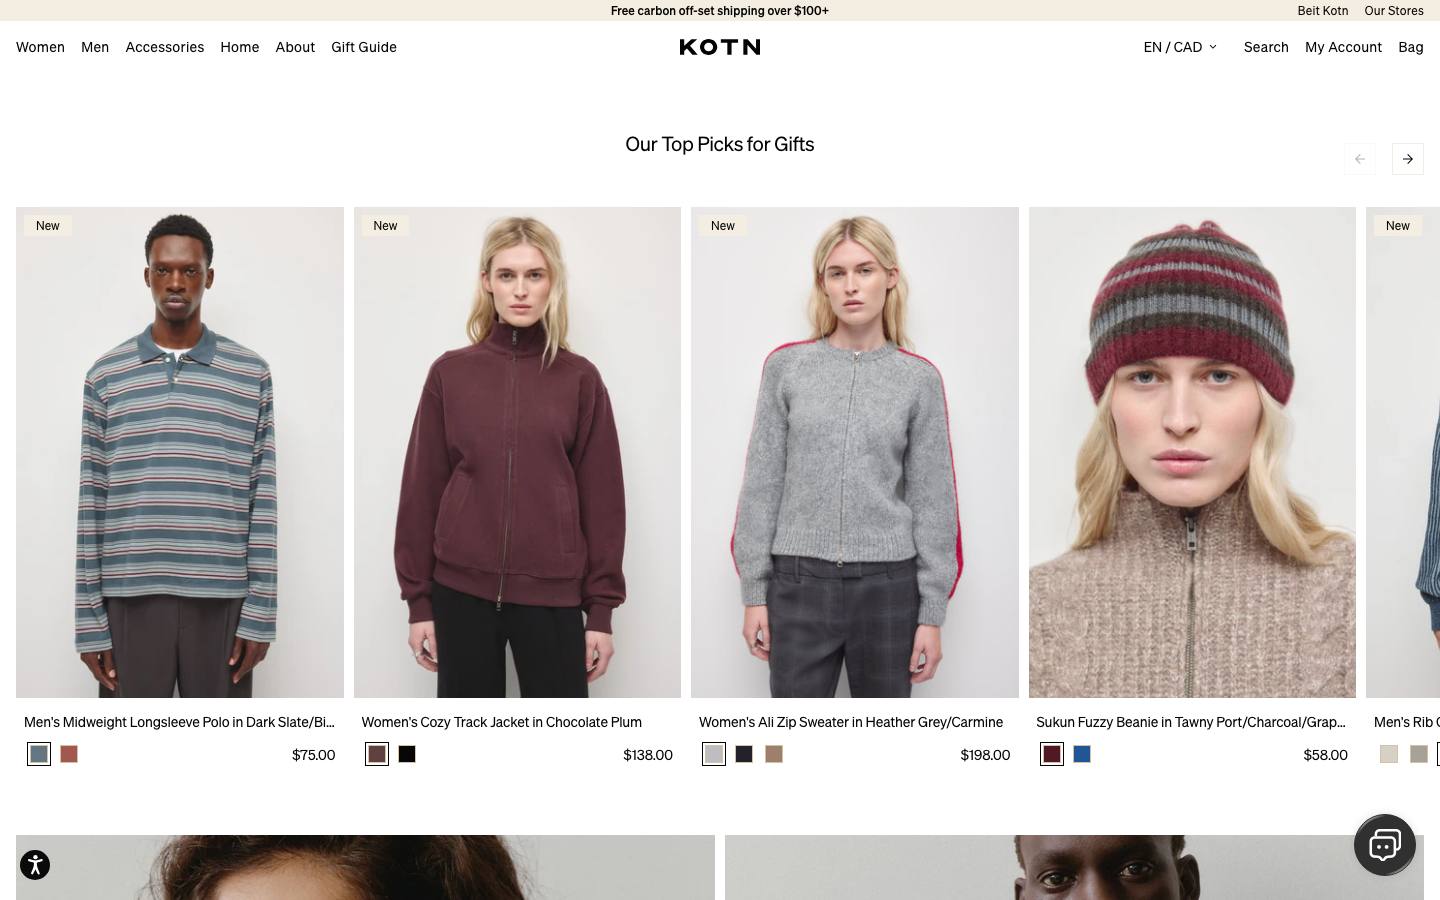 Free carbon off-set shipping over $100+
Beit Kotn
Our Stores
Women
Men
Accessories
Home
About
Gift Guide
KOTN
EN / CAD
Search
My Account
Bag
Our Top Picks for Gifts
New
New
New
New
Men's Midweight Longsleeve Polo in Dark Slate/Bi...
$75.00
Women's Cozy Track Jacket in Chocolate Plum
$138.00
Women's Ali Zip Sweater in Heather Grey/Carmine
$198.00
Sukun Fuzzy Beanie in Tawny Port/Charcoal/Grap...
$58.00
Men's Rib